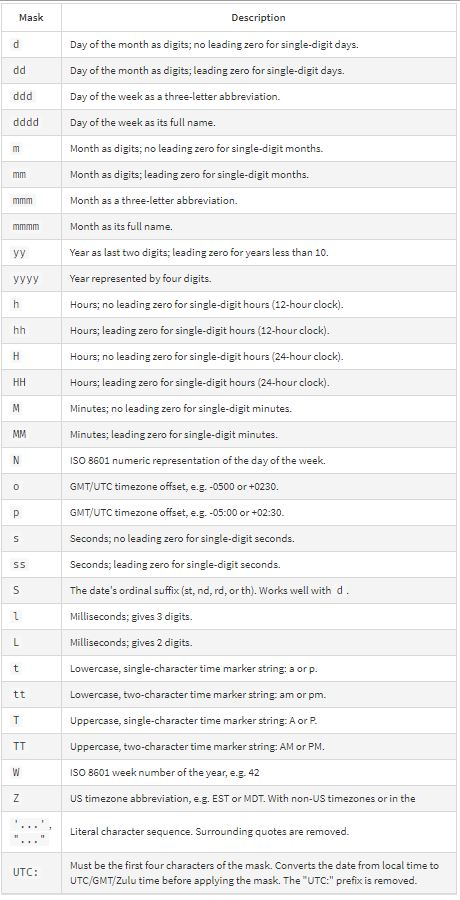 Mask Description
d Day of the month as digits; no leading zero for single-digit days.
dd Day of the month as digits; leading zero for single-digit days.
ddd Day of the week as a three-letter abbreviation.
dddd Day of the week as its full name.
m Month as digits; no leading zero for single-digit months.
mm Month as digits; leading zero for single-digit months.
mmm Month as a three-letter abbreviation.
mmmm Month as its full name.
yy Year as last two digits; leading zero for years less than 10.
yyyy Year represented by four digits.
h Hours; no leading zero for single-digit hours (12-hour clock).
hh Hours; leading zero for single-digit hours (12-hour clock).
H Hours; no leading zero for single-digit hours (24-hour clock).
HH Hours; leading zero for single-digit hours (24-hour clock).
M Minutes; no leading zero for single-digit minutes.
MM Minutes; leading zero for single-digit minutes.
N ISO 8601 numeric representation of the day of the week.
o GMT/UTC timezone offset, e.g. -0500 or +0230.
p GMT/UTC timezone offset, e.g. -05:00 or +02:30.
s Seconds; no leading zero for single-digit seconds.
ss Seconds; leading zero for single-digit seconds.
S The date's ordinal suffix (st, nd, rd, or th). Works well with d .
l Milliseconds; gives 3 digits.
L Milliseconds; gives 2 digits.
t Lowercase, single-character time marker string: a or p.
tt Lowercase, two-character time marker string: am or pm.
T Uppercase, single-character time marker string: A or P.
TT Uppercase, two-character time marker string: AM or PM.
W ISO 8601 week number of the year, e.g. 42
Z US timezone abbreviation, e.g. EST or MDT. With non-US timezones or in the
'...',
"..." Literal character sequence. Surrounding quotes are removed.
UTC: Must be the first four characters of the mask. Converts the date from local time to
UTC/GMT/Zulu time before applying the mask. The "UTC:" prefix is removed.